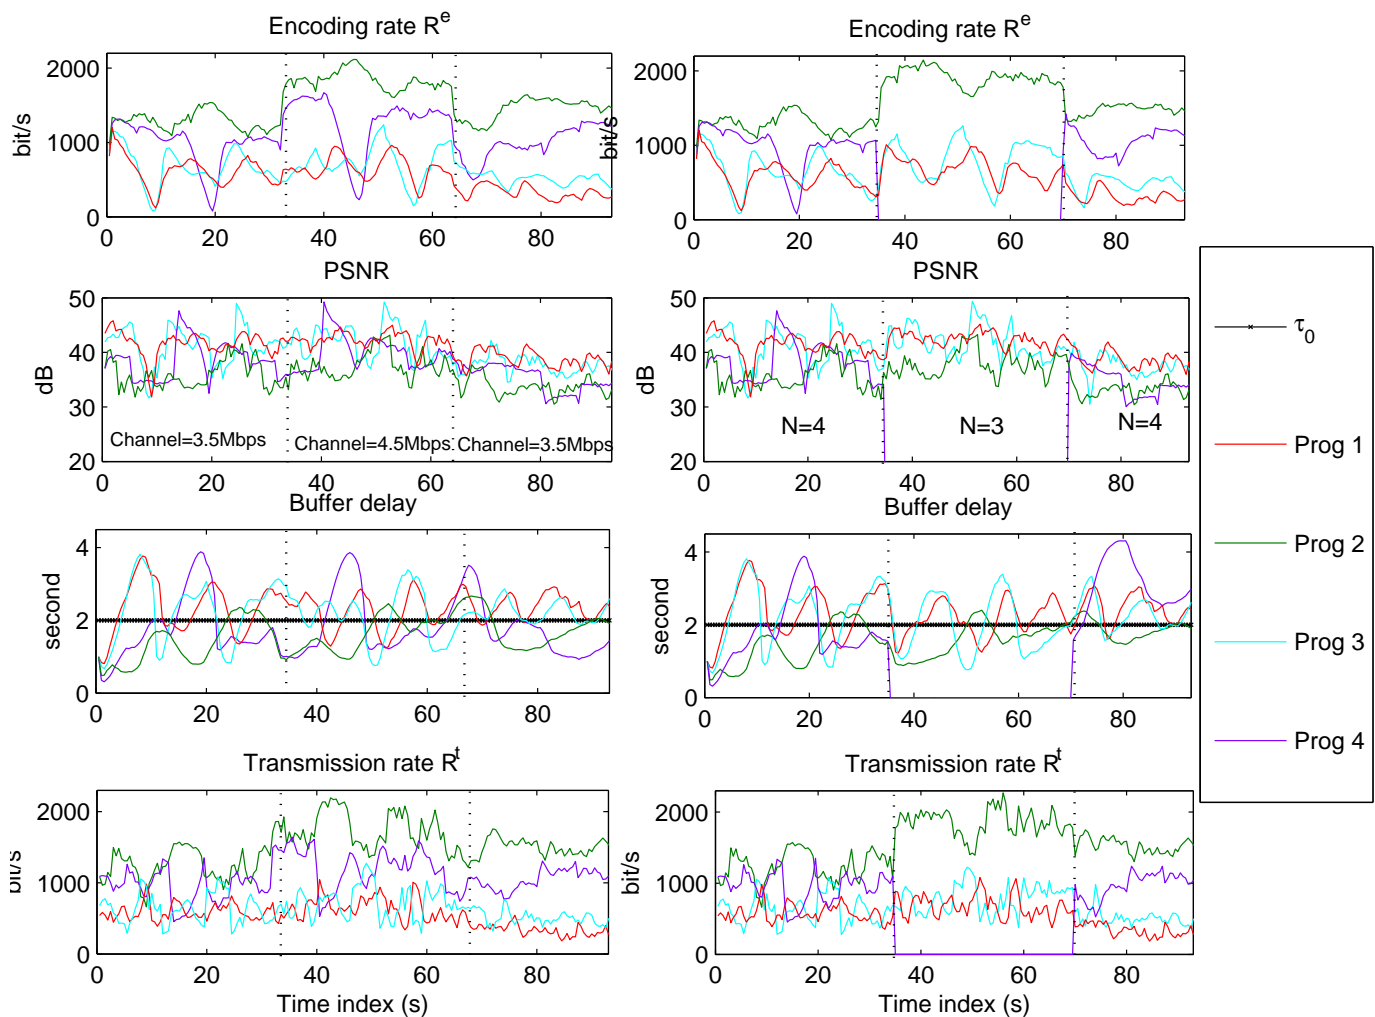 Encoding rate R^e
Encoding rate R^e
bit/s
2000
1000
0
0 20 40 60 80
bit/s
2000
1000
0
0 20 40 60 80
PSNR
PSNR
dB
50
40
30
20
Channel=3.5Mbps
Channel=4.5Mbps
Channel=3.5Mbps
0 20 40 60 80
dB
50
40
30
20
N=4
N=3
N=4
0 20 40 60 80
Buffer delay
Buffer delay
second
4
2
0
0 20 40 60 80
second
4
2
0
0 20 40 60 80
Transmission rate R^t
Transmission rate R^t
bit/s
2000
1000
0
0 20 40 60 80
Time index (s)
bit/s
2000
1000
0
0 20 40 60 80
Time index (s)
τ_0
Prog 1
Prog 2
Prog 3
Prog 4